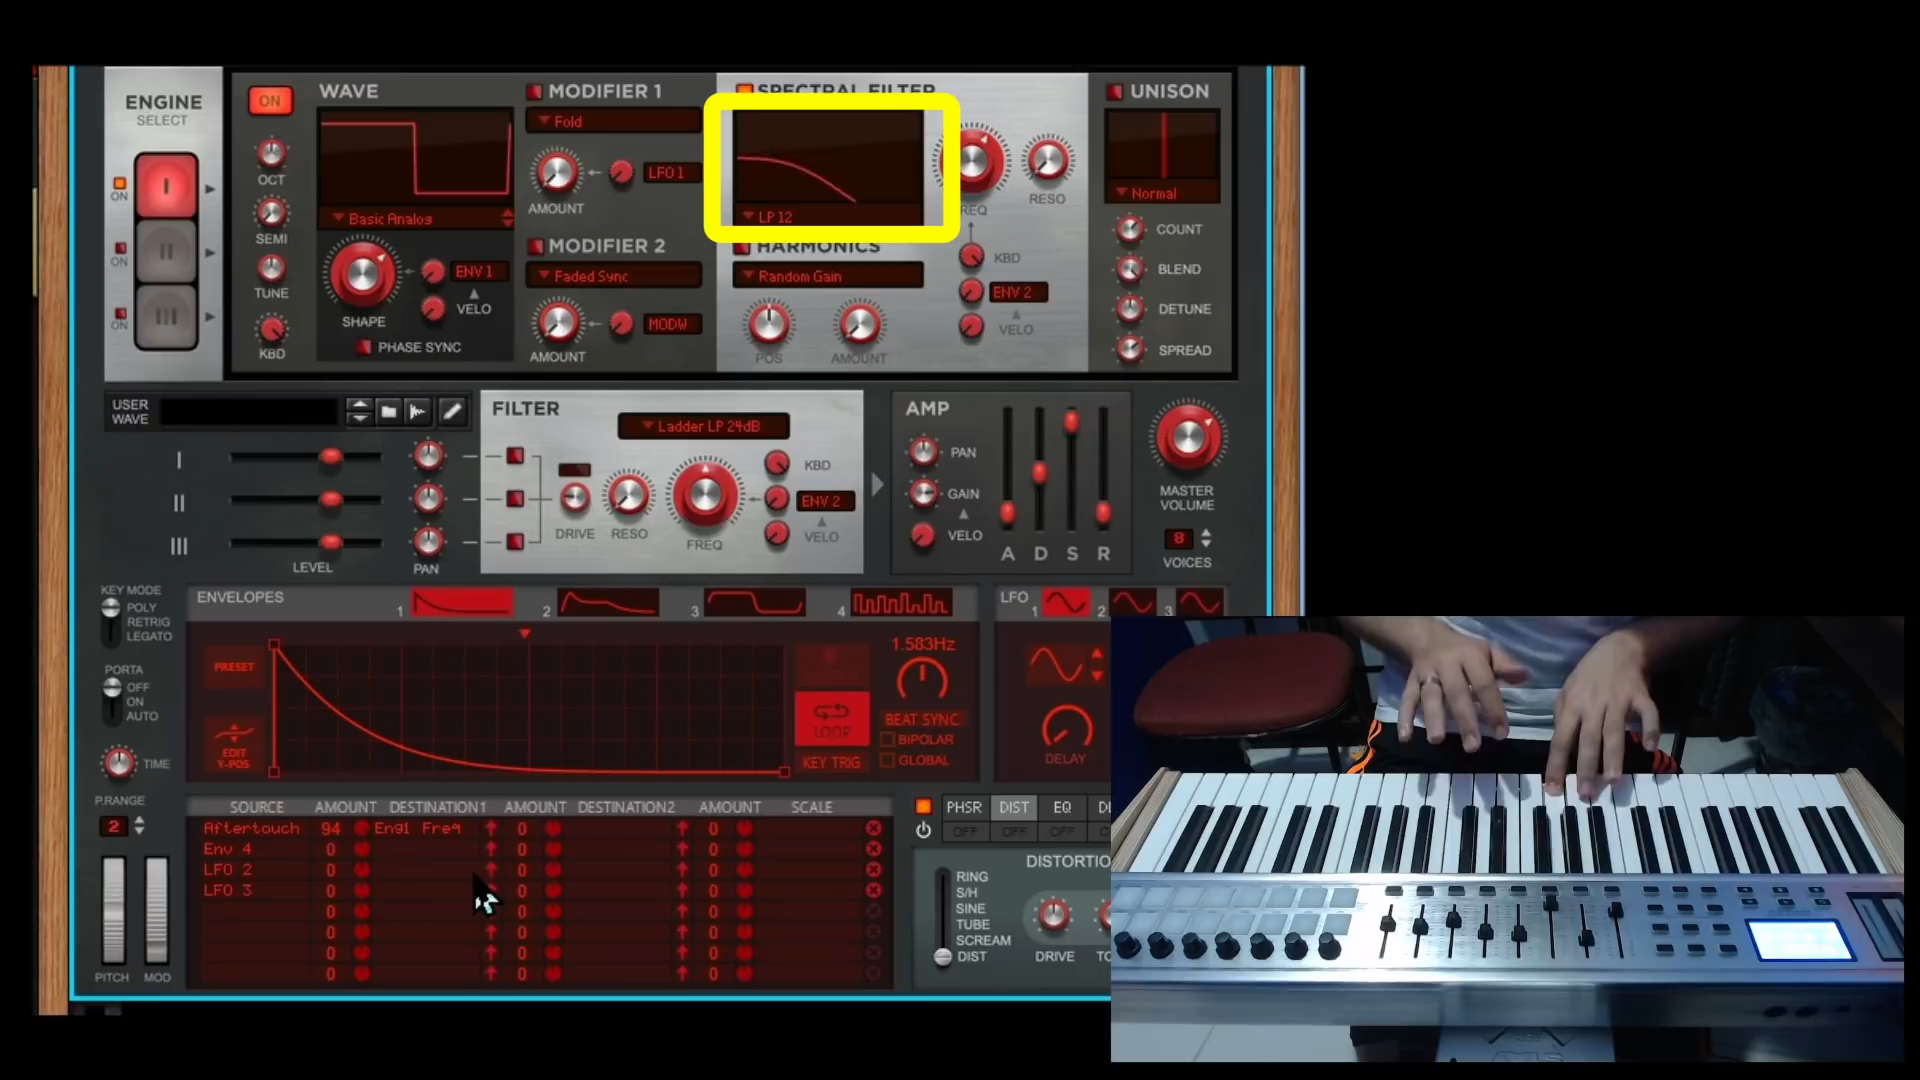 ENGINE
SELECT
ON
ON
ON
I
II
III
ON
OCT
SEMI
TUNE
KBD
WAVE
Basic Analog
SHAPE
ENV 1
VELO
PHASE SYNC
MODIFIER 1
Fold
AMOUNT
LFO 1
MODIFIER 2
Faded Sync
AMOUNT
MODW
SPECTRAL FILTER
LP 12
RESO
KBD
ENV 2
VELO
HARMONICS
Random Gain
POS
AMOUNT
UNISON
Normal
COUNT
BLEND
DETUNE
SPREAD
USER
WAVE
I
II
III
LEVEL
PAN
FILTER
Ladder LP 24dB
DRIVE
RESO
FREQ
KBD
ENV 2
VELO
AMP
PAN
GAIN
VELO
A D S R
MASTER
VOLUME
8
VOICES
KEY MODE
POLY
RETRIG
LEGATO
PORTA
OFF
ON
AUTO
TIME
P.RANGE
2
PITCH MOD
ENVELOPES
1 2 3 4
PRESET
EDIT
Y-POS
LOOP
KEY TRIG
1.583Hz
BEAT SYNC
BIPOLAR
GLOBAL
LFO 1 2 3
DELAY
SOURCE AMOUNT DESTINATION1 AMOUNT DESTINATION2 AMOUNT SCALE
Aftertouch 94 Eng1 Freq 0 0
Env 4 0 0 0
LFO 2 0 0 0
LFO 3 0 0 0
0 0 0
0 0 0
0 0 0
0 0 0
PHSR DIST EQ
OFF OFF OFF
RING
S/H
SINE
TUBE
SCREAM
DIST
DRIVE